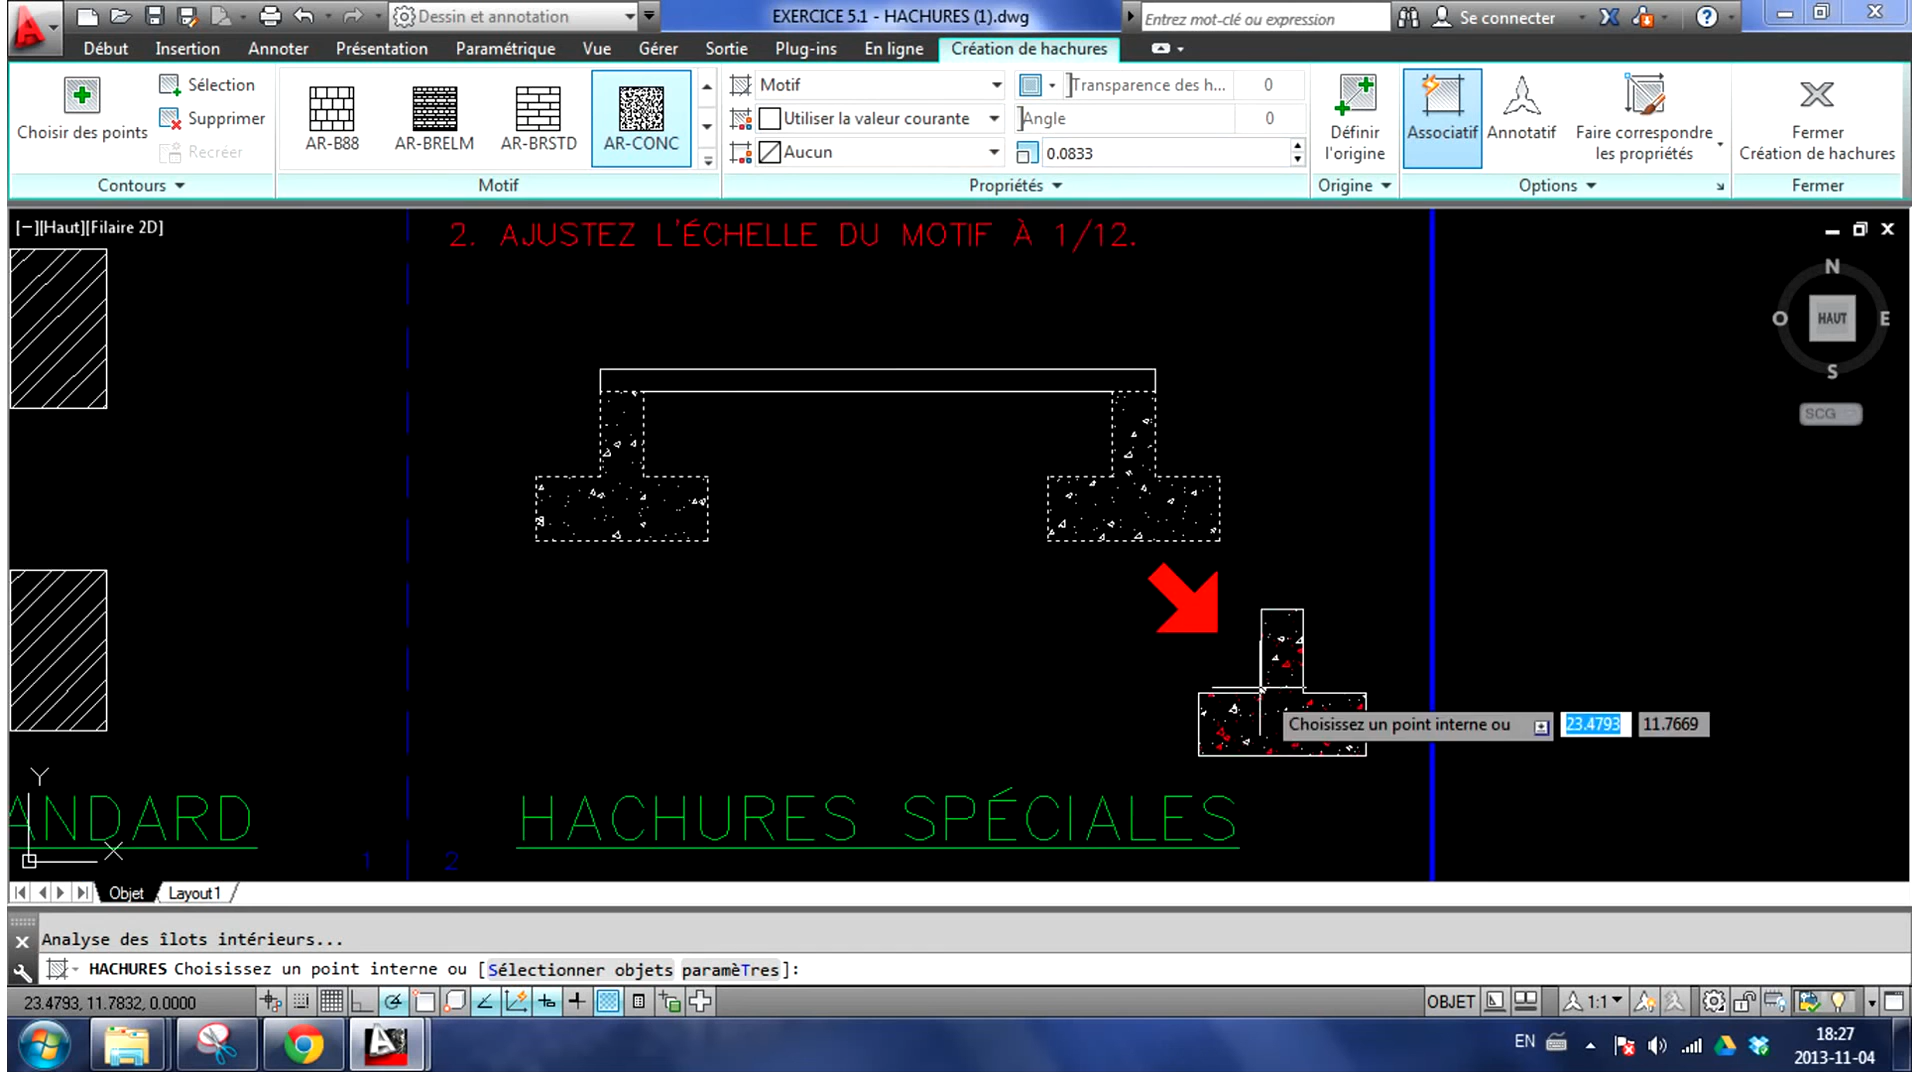 Dessin et annotation
EXERCICE 5.1 - HACHURES (1).dwg
Entrez mot-clé ou expression
Se connecter
Début Insertion Annoter Présentation Paramétrique Vue Gérer Sortie Plug-ins En ligne Création de hachures
Choisir des points
Sélection
Supprimer
Recréer
AR-B88 AR-BRELM AR-BRSTD AR-CONC
Motif
Utiliser la valeur courante
Aucun
Transparence des h... 0
Angle 0
0.0833
Définir l'origine
Associatif
Annotatif
Faire correspondre les propriétés
Fermer Création de hachures
Contours Motif Propriétés Origine Options Fermer
[−][Haut][Filaire 2D]
2. AJUSTEZ L'ÉCHELLE DU MOTIF À 1/12.
N
O HAUT E
S
SCG
Choisissez un point interne ou 23.4793 11.7669
Y
X
ANDARD
HACHURES SPÉCIALES
1 2
Objet Layout1
Analyse des îlots intérieurs...
HACHURES Choisissez un point interne ou [Sélectionner objets paramèTres]:
23.4793, 11.7832, 0.0000
OBJET
1:1
EN
18:27
2013-11-04